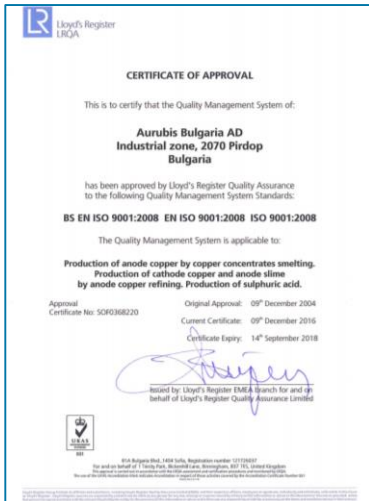 LR
Lloyd's Register
LRQA
CERTIFICATE OF APPROVAL
This is to certify that the Quality Management System of:
Aurubis Bulgaria AD
Industrial zone, 2070 Pirdop
Bulgaria
has been approved by Lloyd's Register Quality Assurance
to the following Quality Management System Standards:
BS EN ISO 9001:2008 EN ISO 9001:2008 ISO 9001:2008
The Quality Management System is applicable to:
Production of anode copper by copper concentrates smelting.
Production of cathode copper and anode slime
by anode copper refining. Production of sulphuric acid.
Approval Original Approval: 09th December 2004
Certificate No: SOF0368220
Current Certificate: 09th December 2016
Certificate Expiry: 14th September 2018
Issued by: Lloyd's Register EMEA Branch for and on
behalf of Lloyd's Register Quality Assurance Limited
UKAS
001